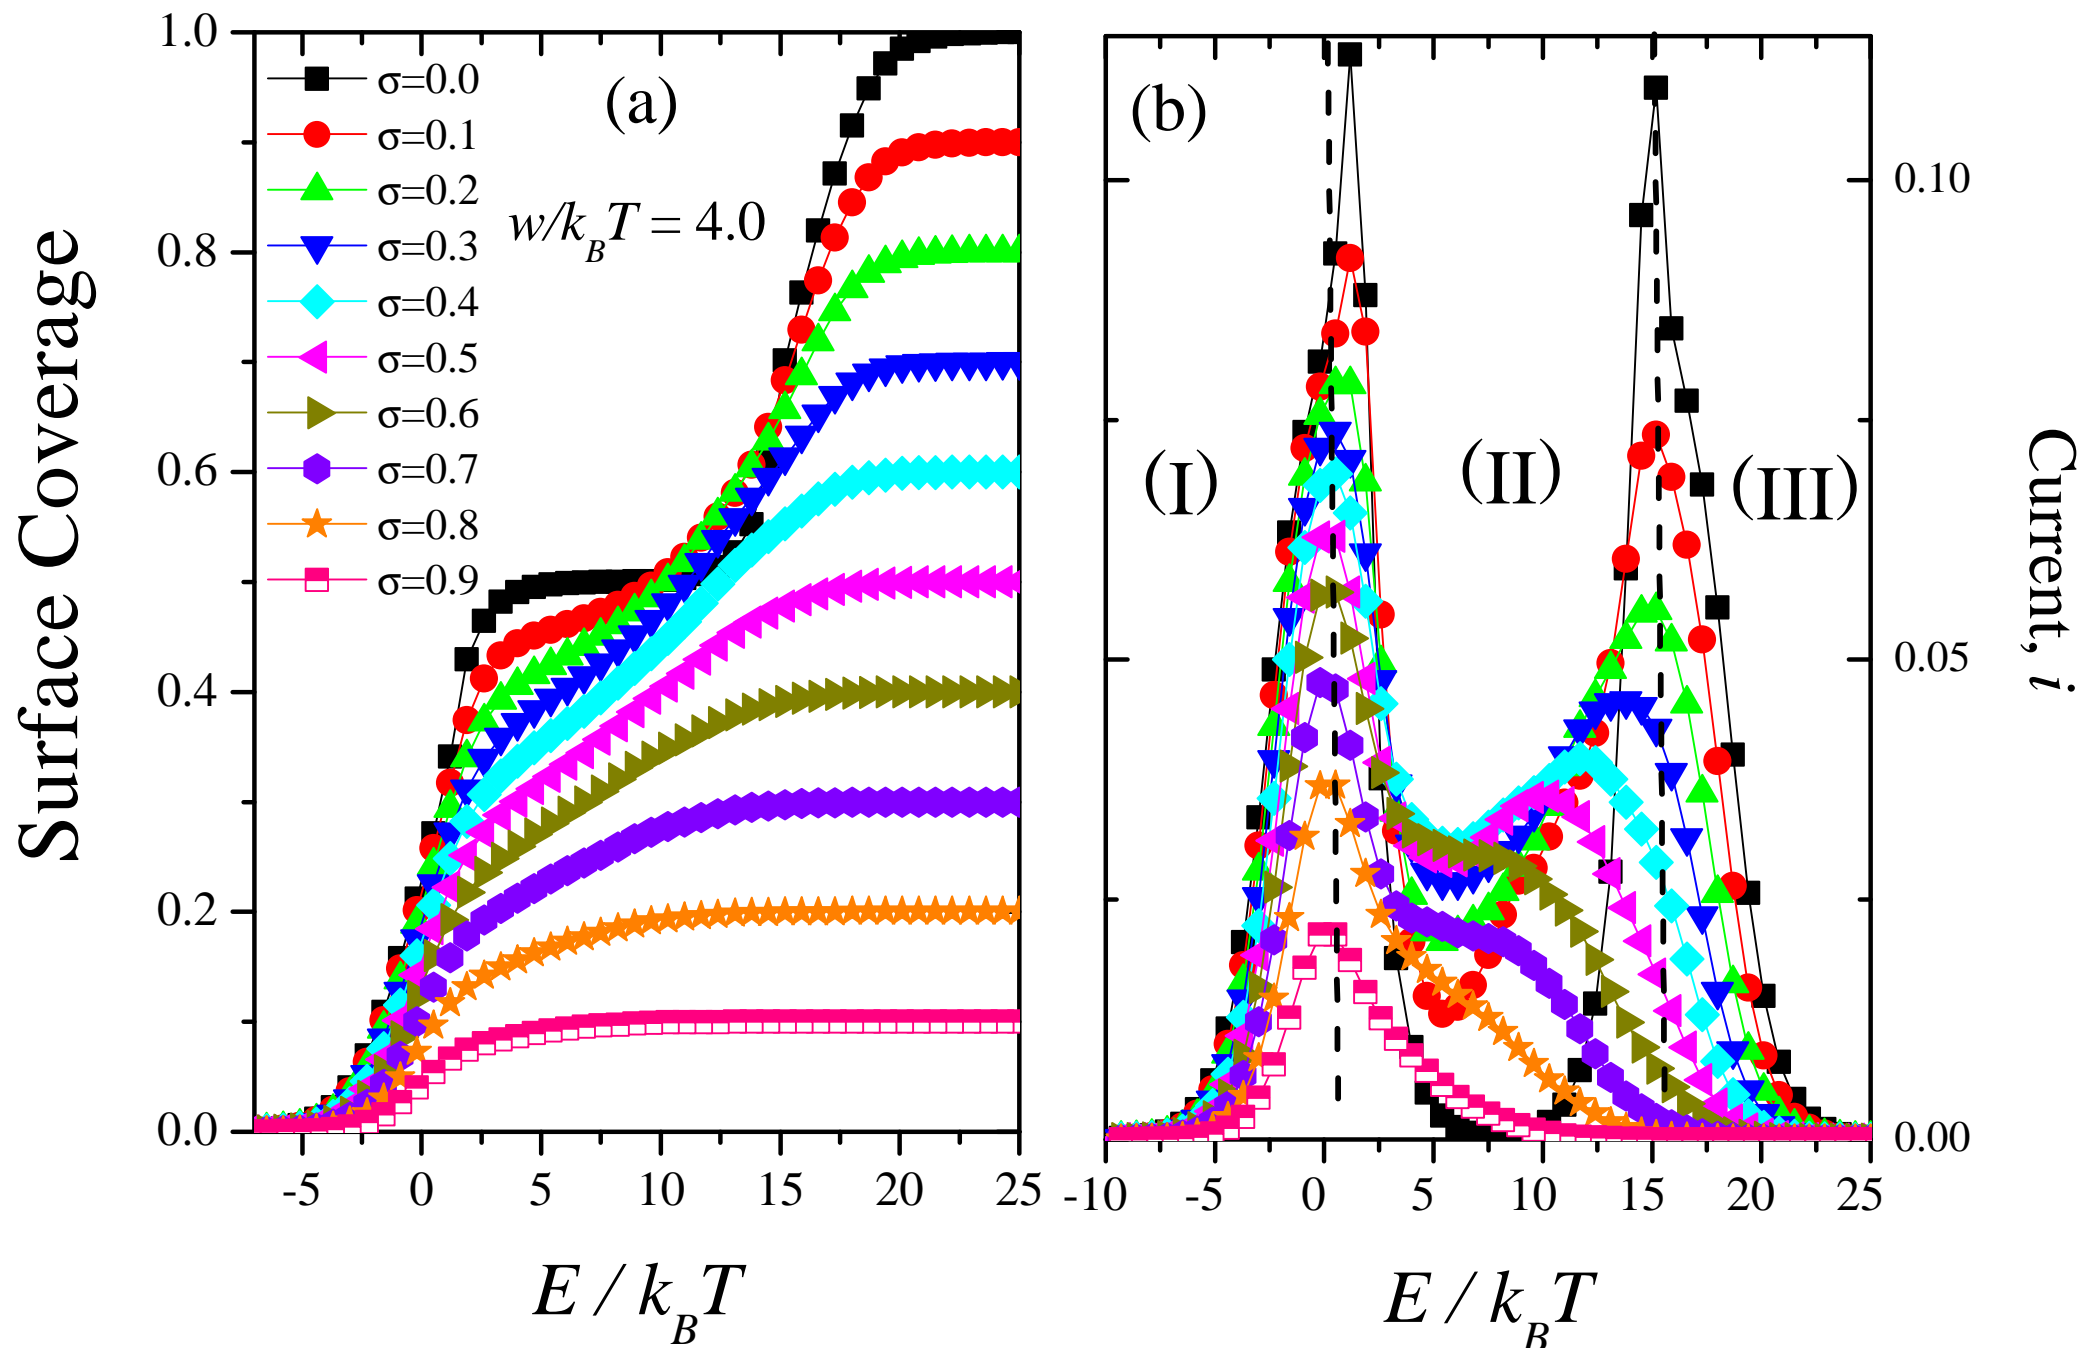 Surface Coverage
1.0
0.8
0.6
0.4
0.2
0.0
σ=0.0
σ=0.1
σ=0.2
σ=0.3
σ=0.4
σ=0.5
σ=0.6
σ=0.7
σ=0.8
σ=0.9
(a)
w/k_BT = 4.0
-5 0 5 10 15 20 25
E / k_BT
(b)
(I)
(II)
(III)
0.10
0.05
0.00
Current, i
-10 -5 0 5 10 15 20 25
E / k_BT